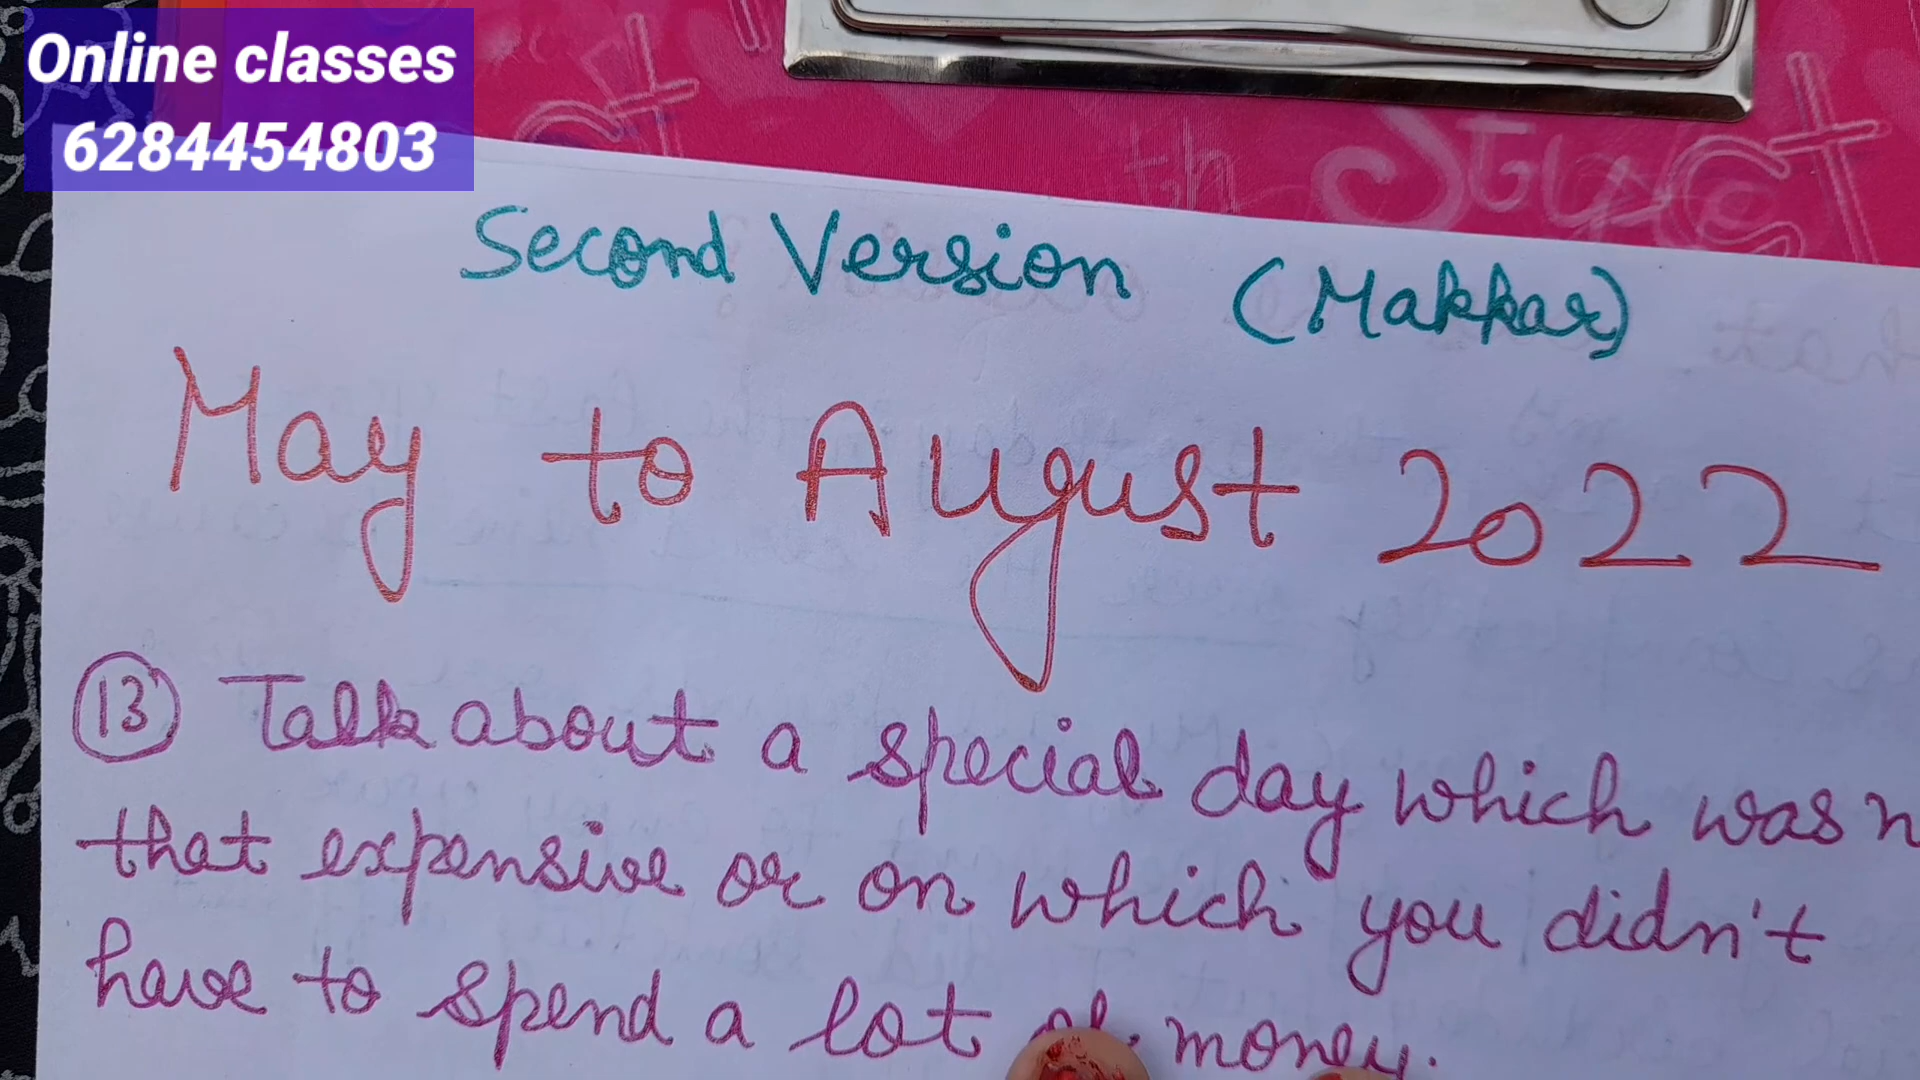 Online classes
6284454803
Second Version (Makkar)
May to August 2022
13 Talk about a special day which was n
that expensive or on which you didn't
have to spend a lot of money.